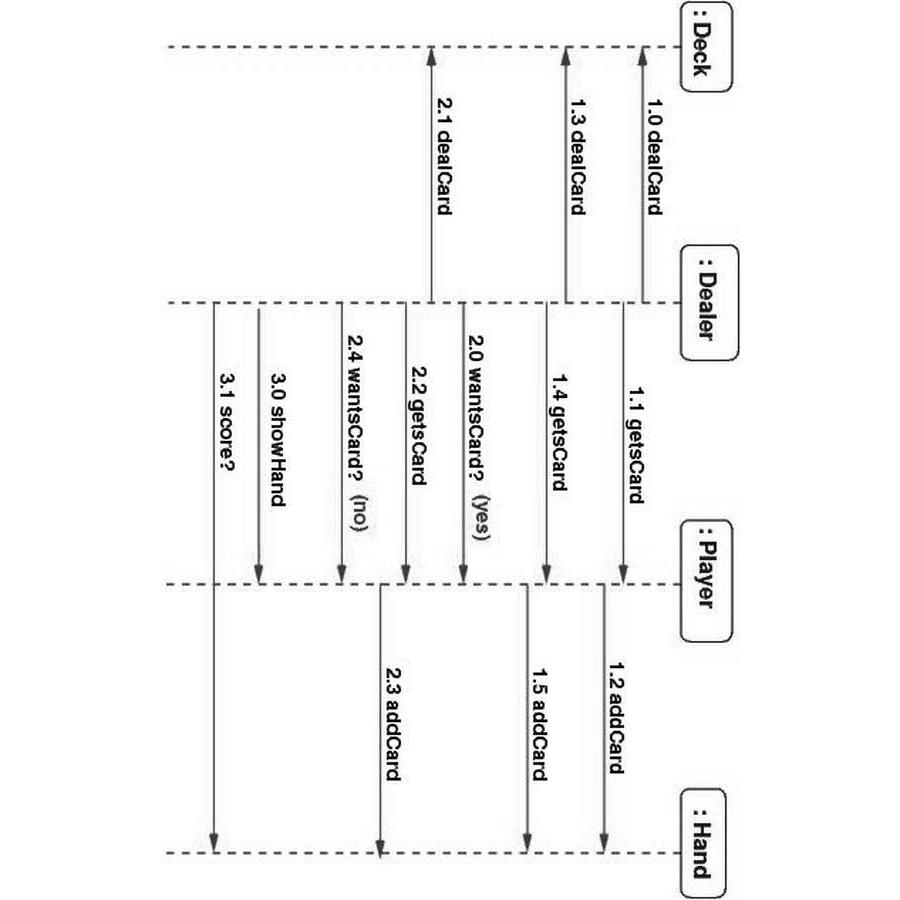 : Deck
: Dealer
: Player
: Hand
1.0 dealCard
1.1 getsCard
1.2 addCard
1.3 dealCard
1.4 getsCard
1.5 addCard
2.0 wantsCard? (yes)
2.1 dealCard
2.2 getsCard
2.3 addCard
2.4 wantsCard? (no)
3.0 showHand
3.1 score?